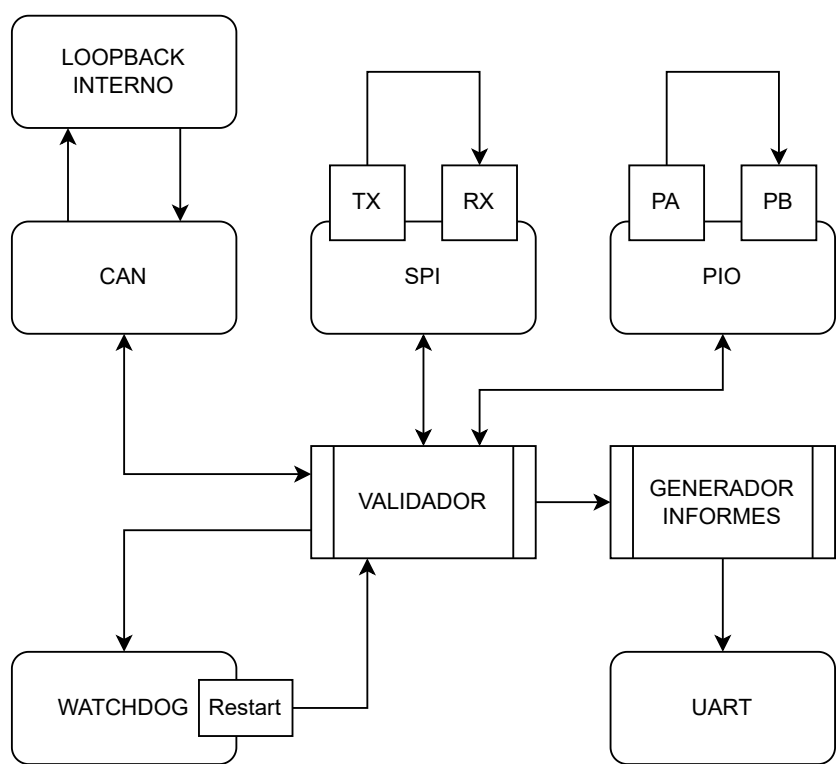 LOOPBACK
INTERNO
TX
RX
PA
PB
CAN
SPI
PIO
VALIDADOR
GENERADOR
INFORMES
WATCHDOG
Restart
UART